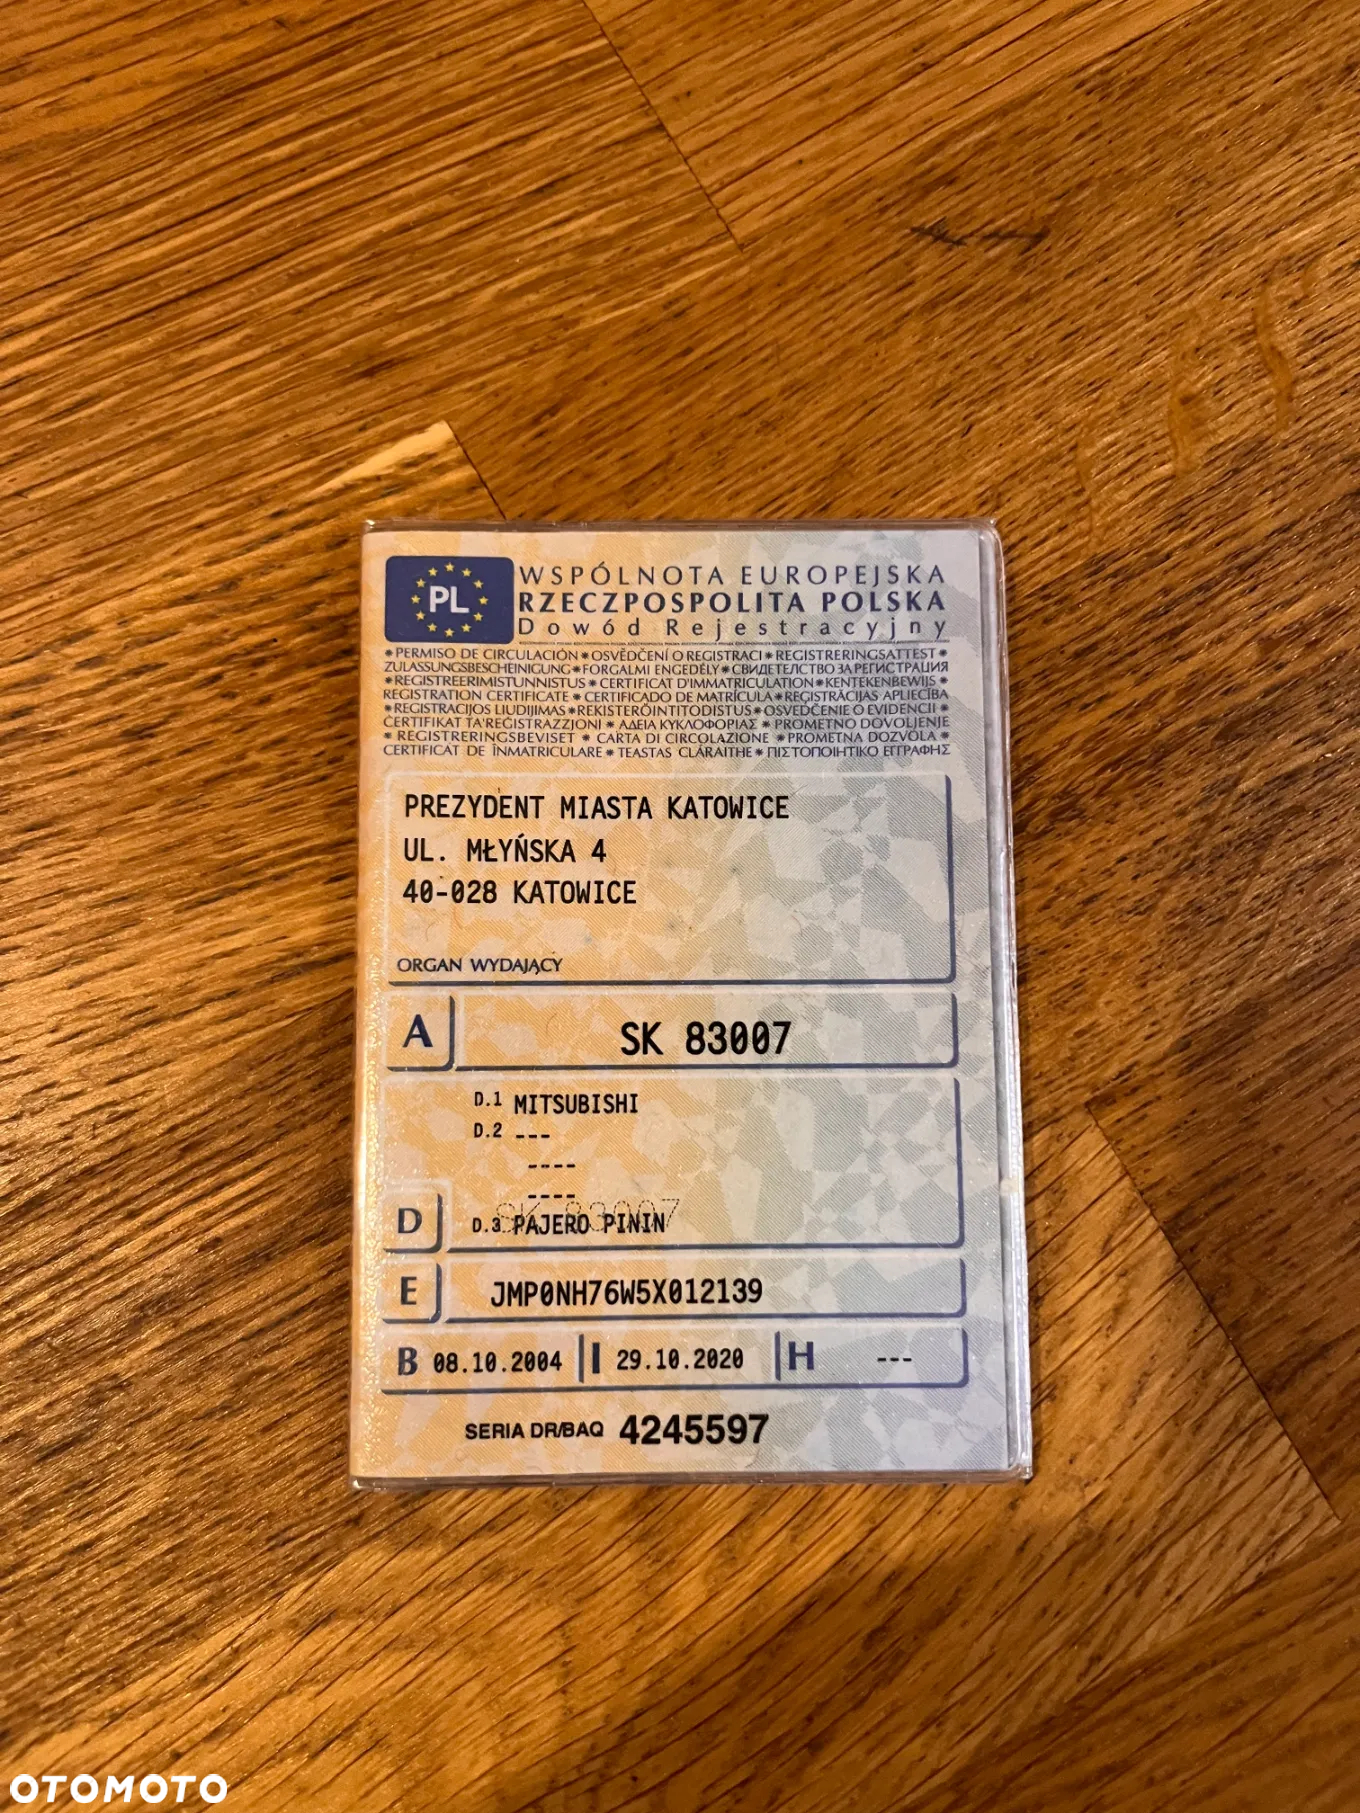 PL
WSPÓLNOTA EUROPEJSKA
RZECZPOSPOLITA POLSKA
Dowód Rejestracyjny
* PERMISO DE CIRCULACIÓN * OSVĚDČENÍ O REGISTRACI * REGISTRERINGSATTEST *
ZULASSUNGSBESCHEINIGUNG * FORGALMI ENGEDÉLY * СВИДЕТЕЛСТВО ЗА РЕГИСТРАЦИЯ
* REGISTREERIMISTUNNISTUS * CERTIFICAT D'IMMATRICULATION * KENTEKENBEWIJS *
REGISTRATION CERTIFICATE * CERTIFICADO DE MATRÍCULA * REĢISTRĀCIJAS APLIECĪBA
* REGISTRACIJOS LIUDIJIMAS * REKISTERÖINTITODISTUS * OSVEDČENIE O EVIDENCII *
ĊERTIFIKAT TA'REĠISTRAZZJONI * ΑΔΕΙΑ ΚΥΚΛΟΦΟΡΙΑΣ * PROMETNO DOVOLJENJE
* REGISTRERINGSBEVISET * CARTA DI CIRCOLAZIONE * PROMETNA DOZVOLA *
CERTIFICAT DE ÎNMATRICULARE * TEASTAS CLÁRAITHE * ΠΙΣΤΟΠΟΙΗΤΙΚΟ ΕΓΓΡΑΦΗΣ
PREZYDENT MIASTA KATOWICE
UL. MŁYŃSKA 4
40-028 KATOWICE
ORGAN WYDAJĄCY
A SK 83007
D.1 MITSUBISHI
D.2 ---
----
----
SK 83007
D D.3 PAJERO PININ
E JMP0NH76W5X012139
B 08.10.2004 I 29.10.2020 H ---
SERIA DR/BAQ 4245597
OTOMOTO